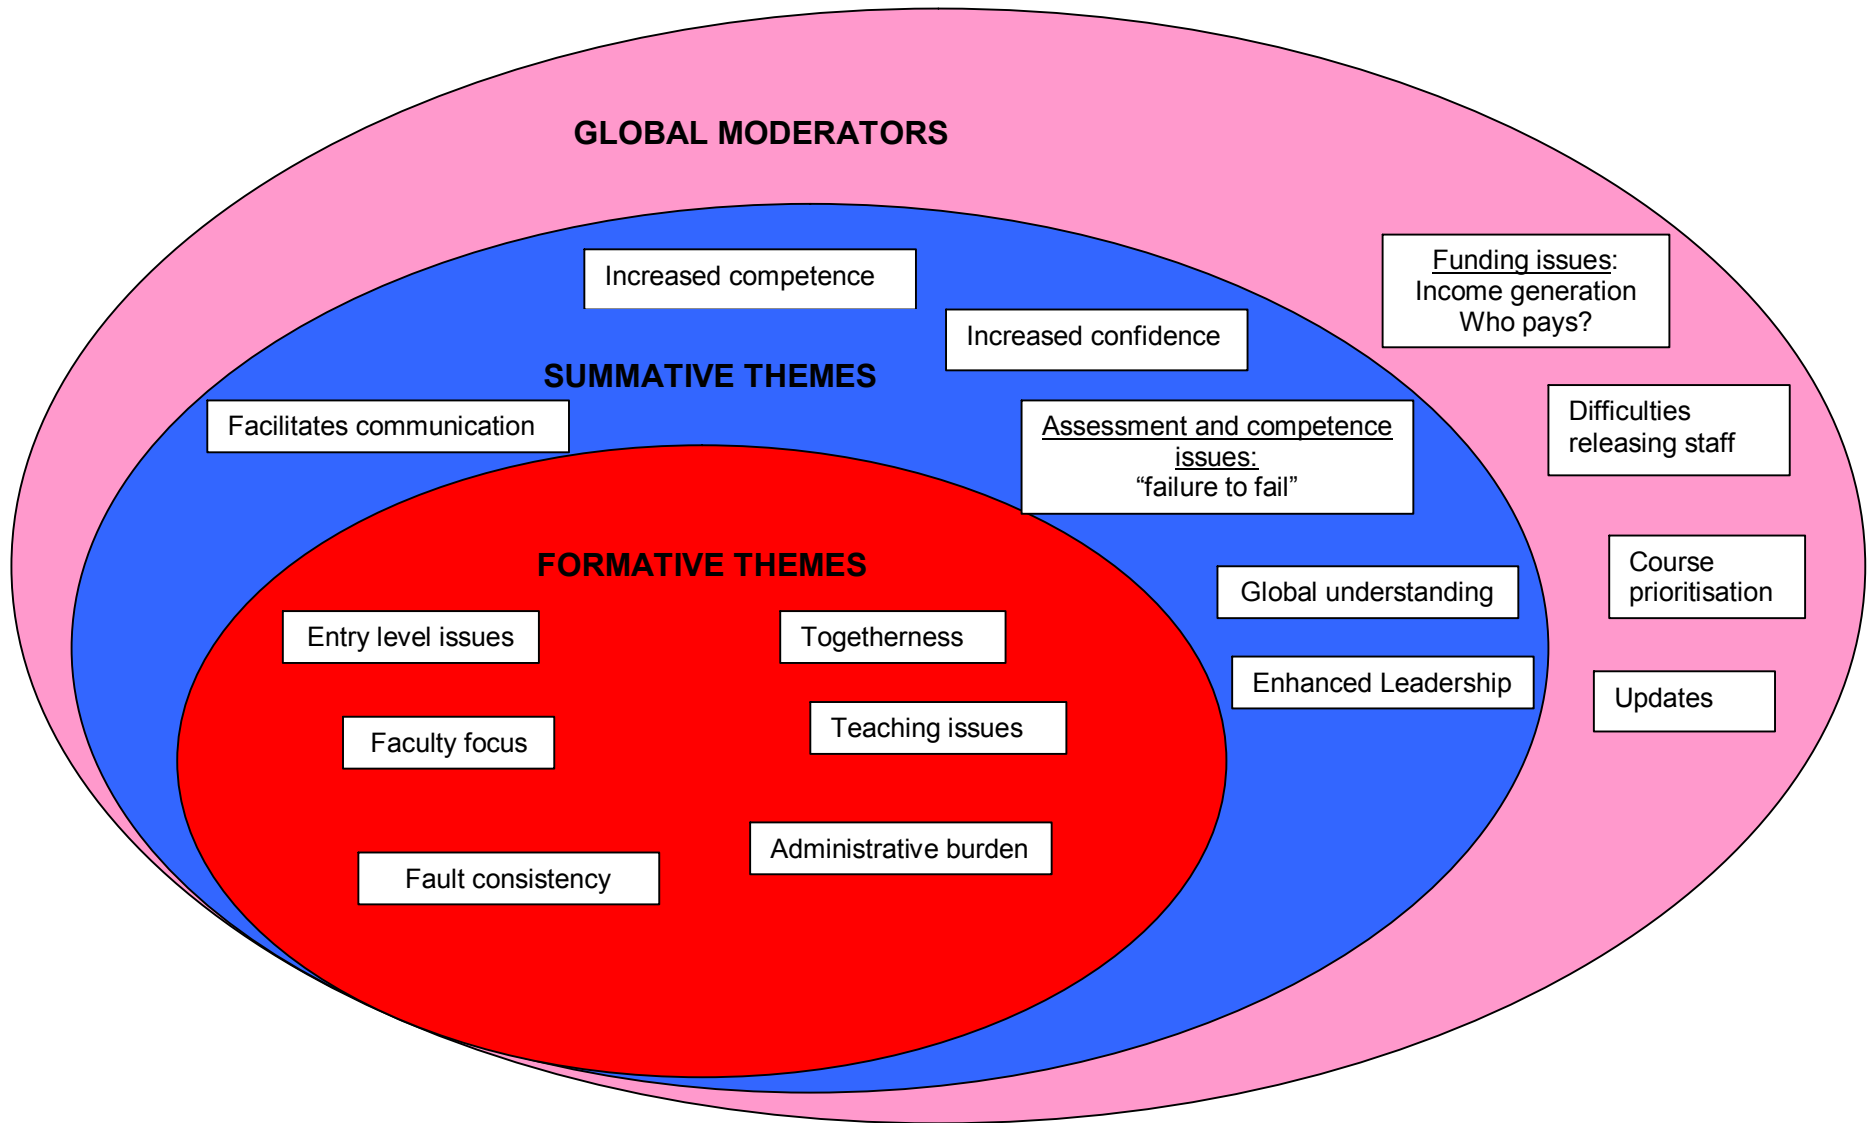 GLOBAL MODERATORS
Increased competence
Funding issues:
Income generation
Who pays?
Increased confidence
SUMMATIVE THEMES
Facilitates communication
Assessment and competence
issues:
“failure to fail”
Difficulties
releasing staff
FORMATIVE THEMES
Global understanding
Course
prioritisation
Entry level issues
Togetherness
Enhanced Leadership
Updates
Faculty focus
Teaching issues
Administrative burden
Fault consistency